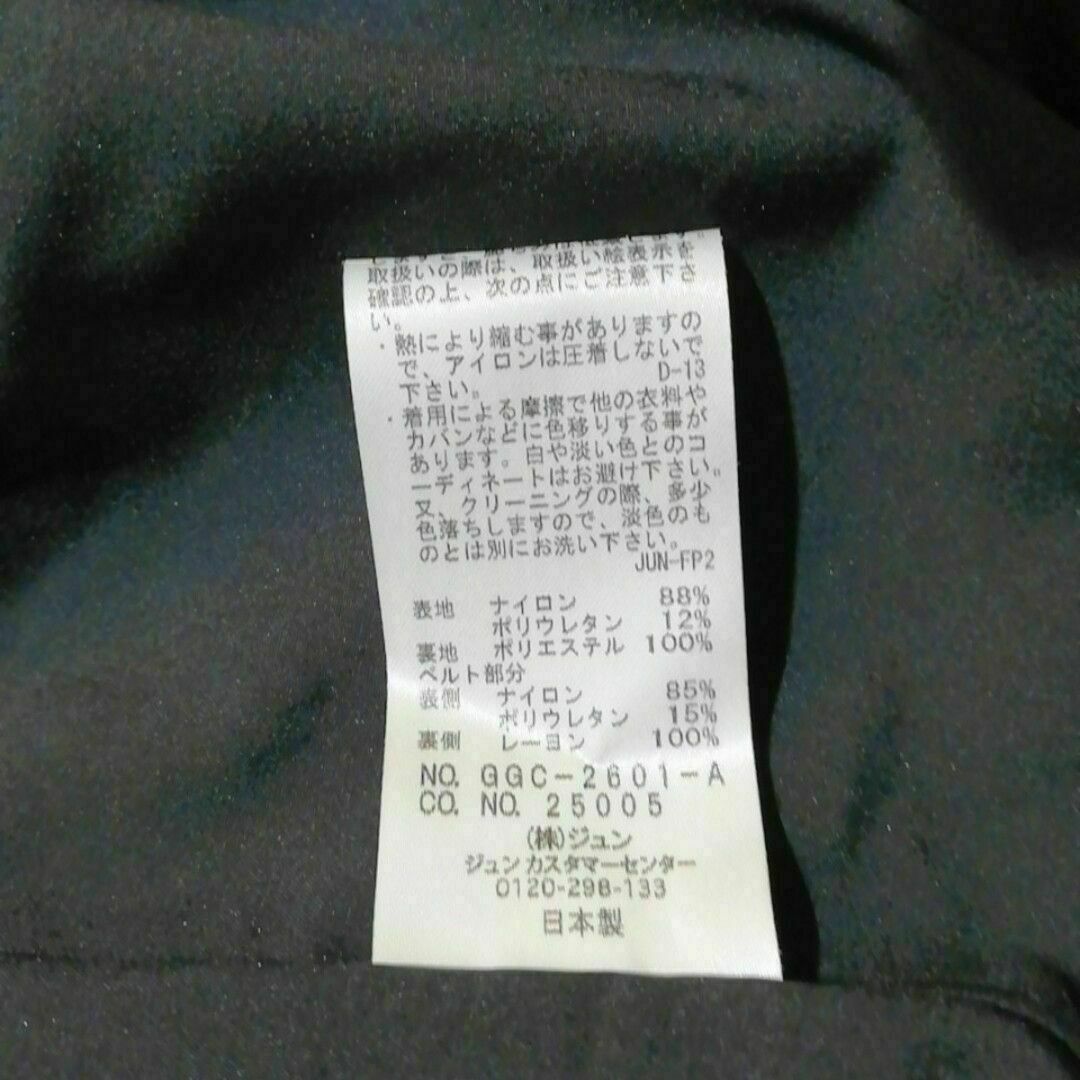 取扱いの際は、取扱い絵表示を
確認の上、次の点にご注意下さ
い。
・熱により縮む事がありますの
で、アイロンは圧着しないで
下さい。 D-13
・着用による摩擦で他の衣料や
カバンなどに色移りする事が
あります。白や淡い色とのコ
ーディネートはお避け下さい。
又、クリーニングの際、多少
色落ちしますので、淡色のも
のとは別にお洗い下さい。
JUN-FP2
表地 ナイロン 88%
ポリウレタン 12%
裏地 ポリエステル 100%
ベルト部分
表側 ナイロン 85%
ポリウレタン 15%
裏側 レーヨン 100%
NO. GGC-2601-A
CO. NO. 25005
(株)ジュン
ジュン カスタマーセンター
0120-298-133
日本製